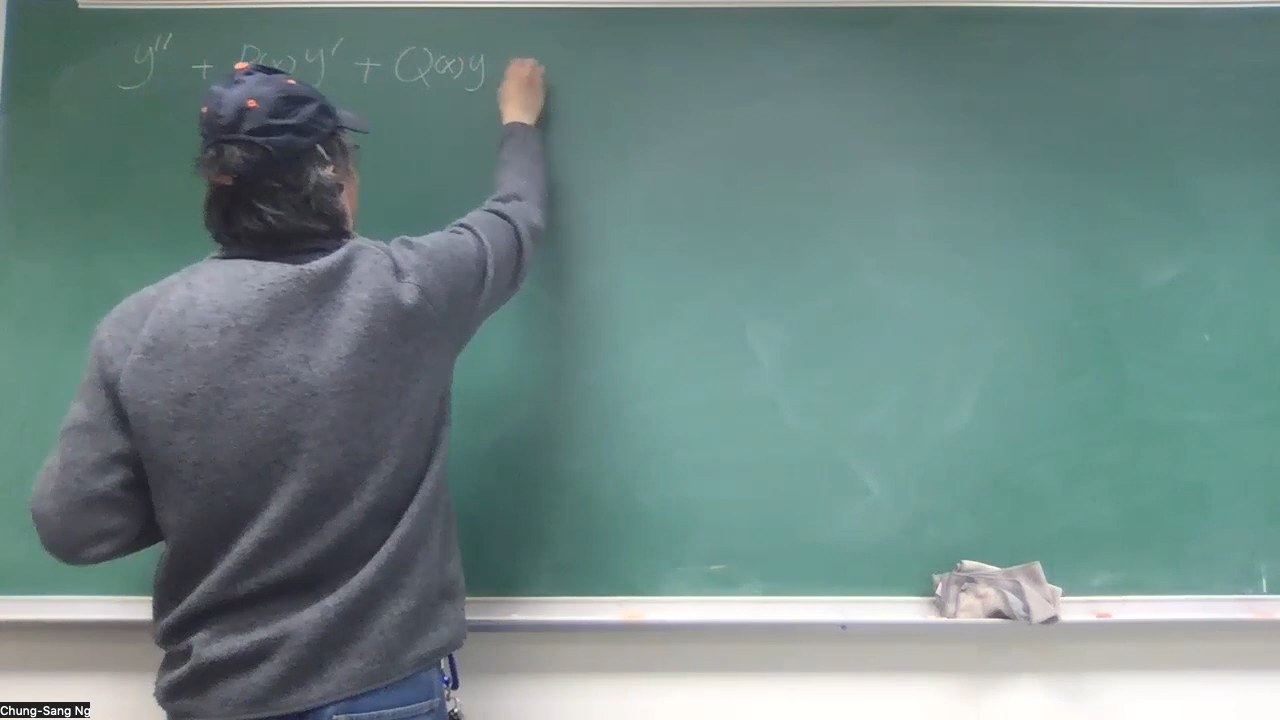 y'' + P(x) y' + Q(x) y
Chung-Sang Ng